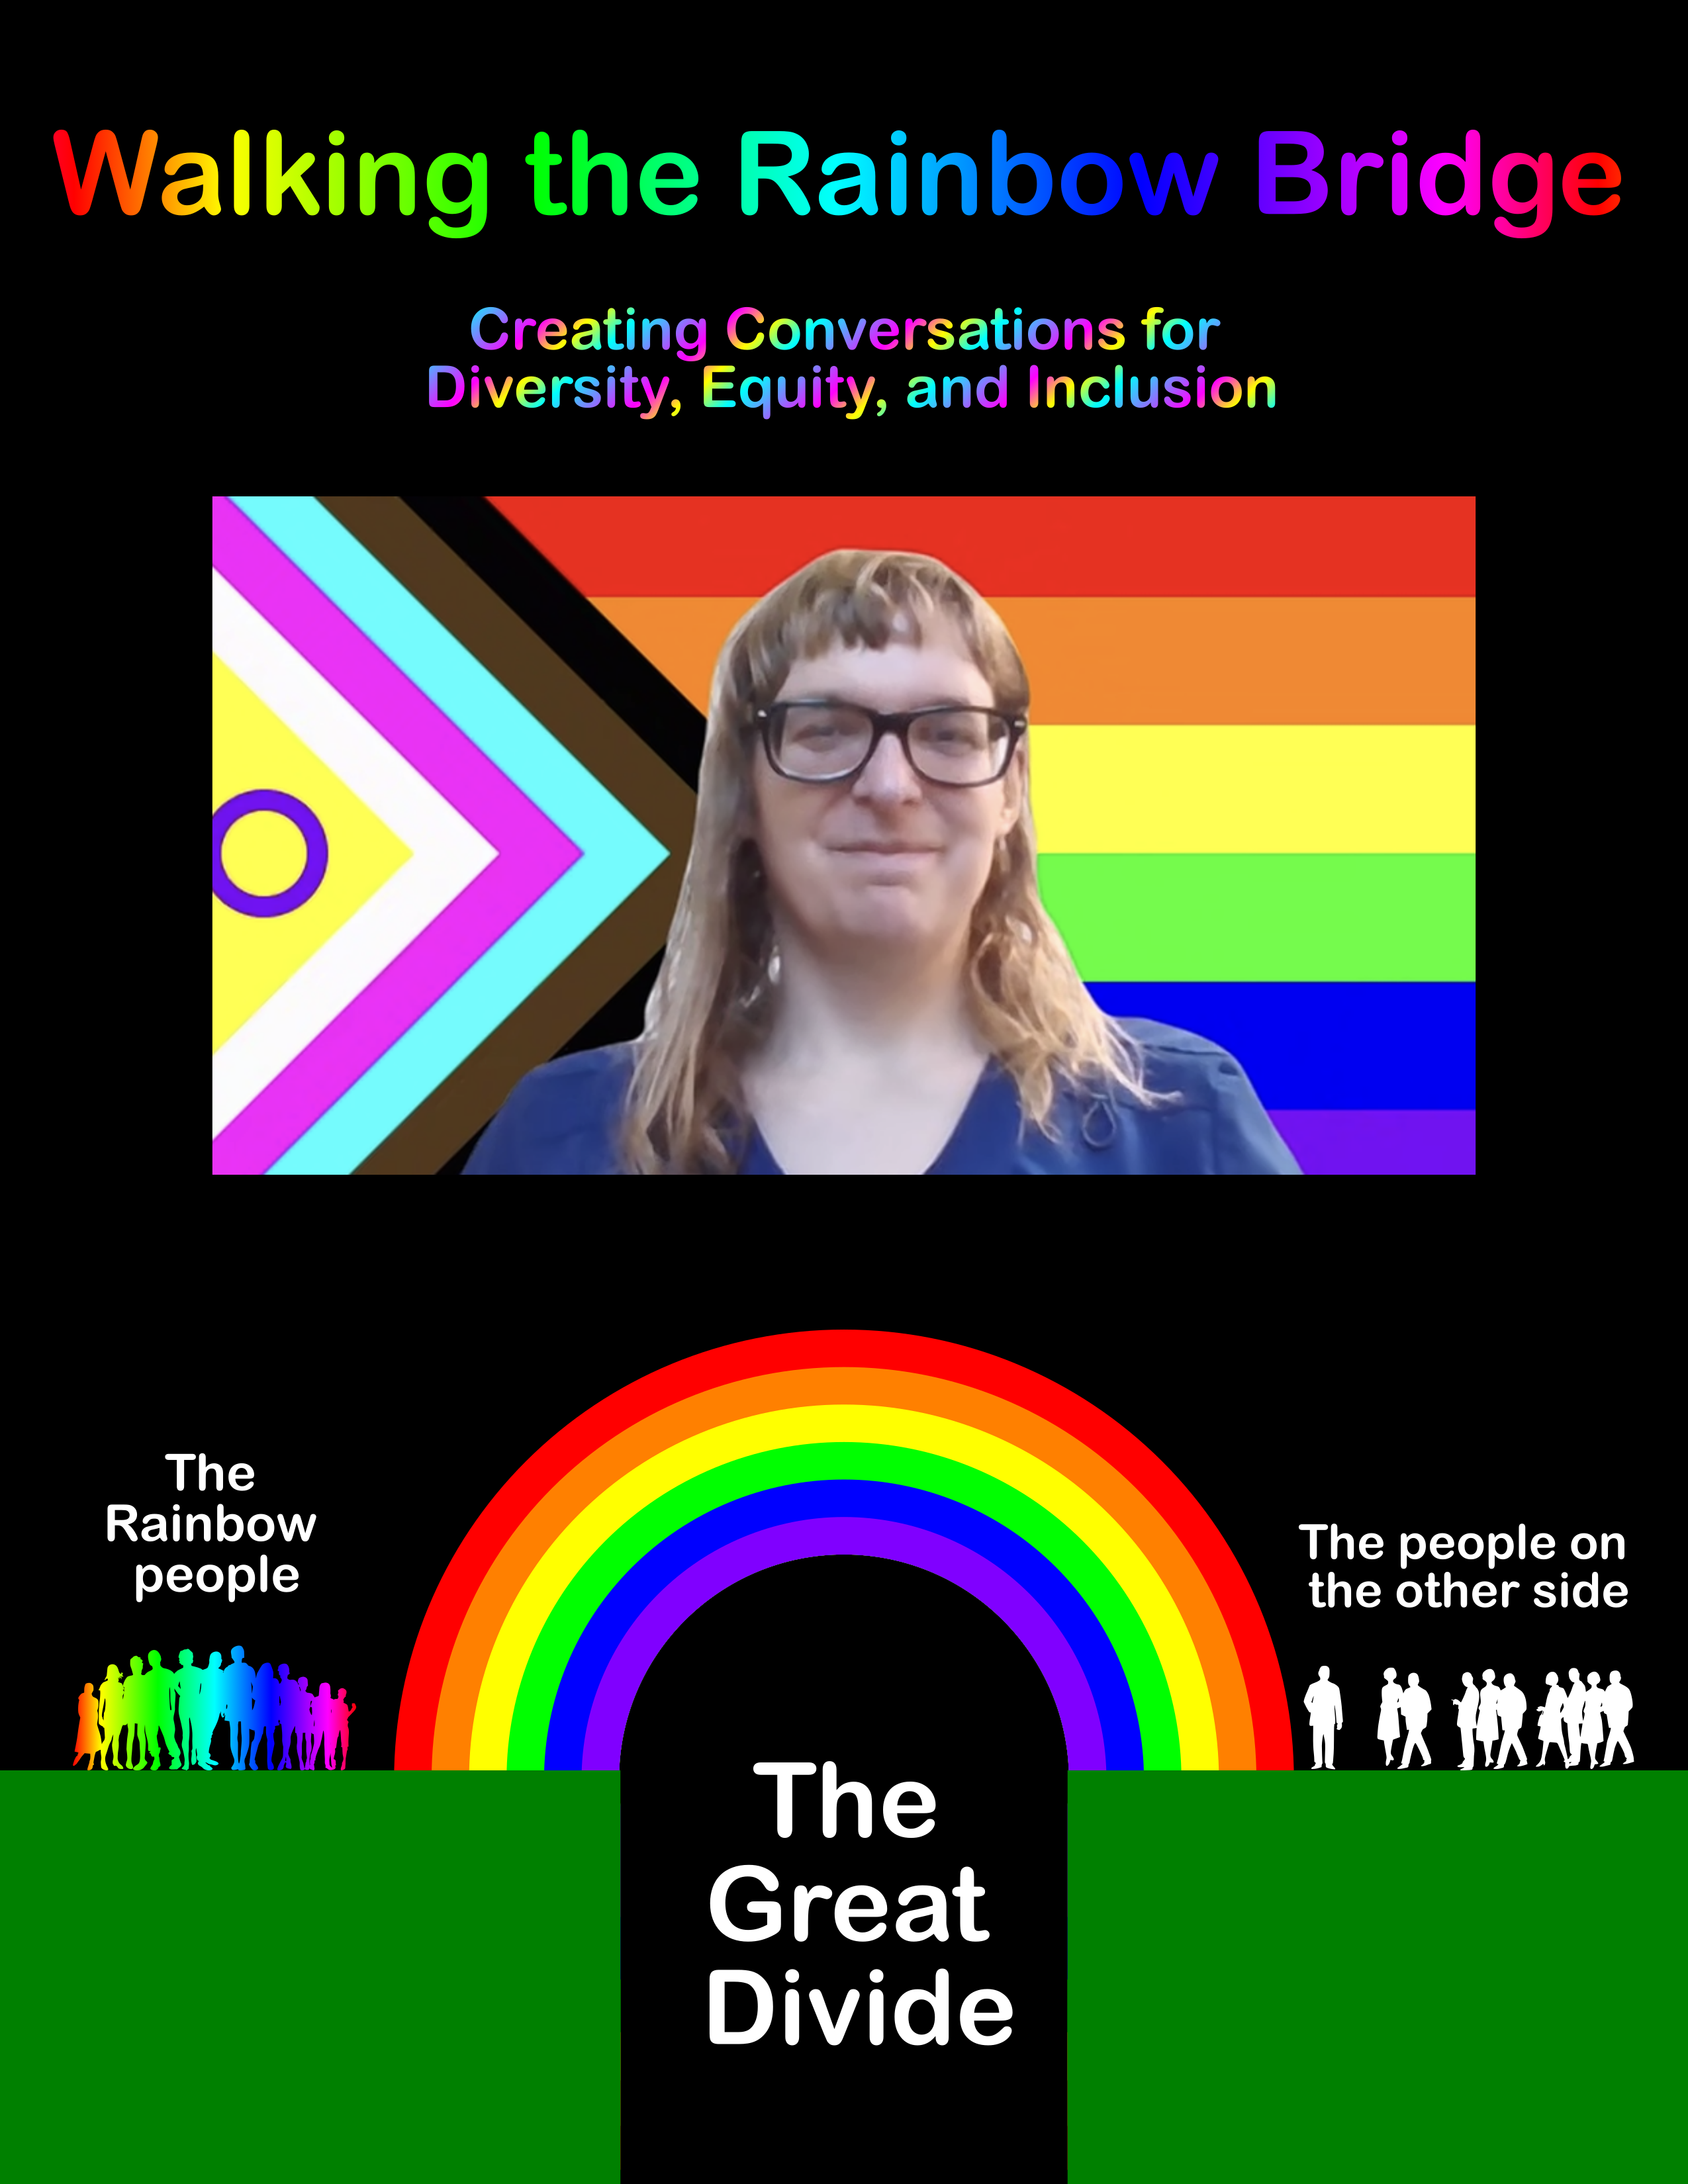 Walking the Rainbow Bridge
Creating Conversations for
Diversity, Equity, and Inclusion
The
Rainbow
people
The people on
the other side
The
Great
Divide